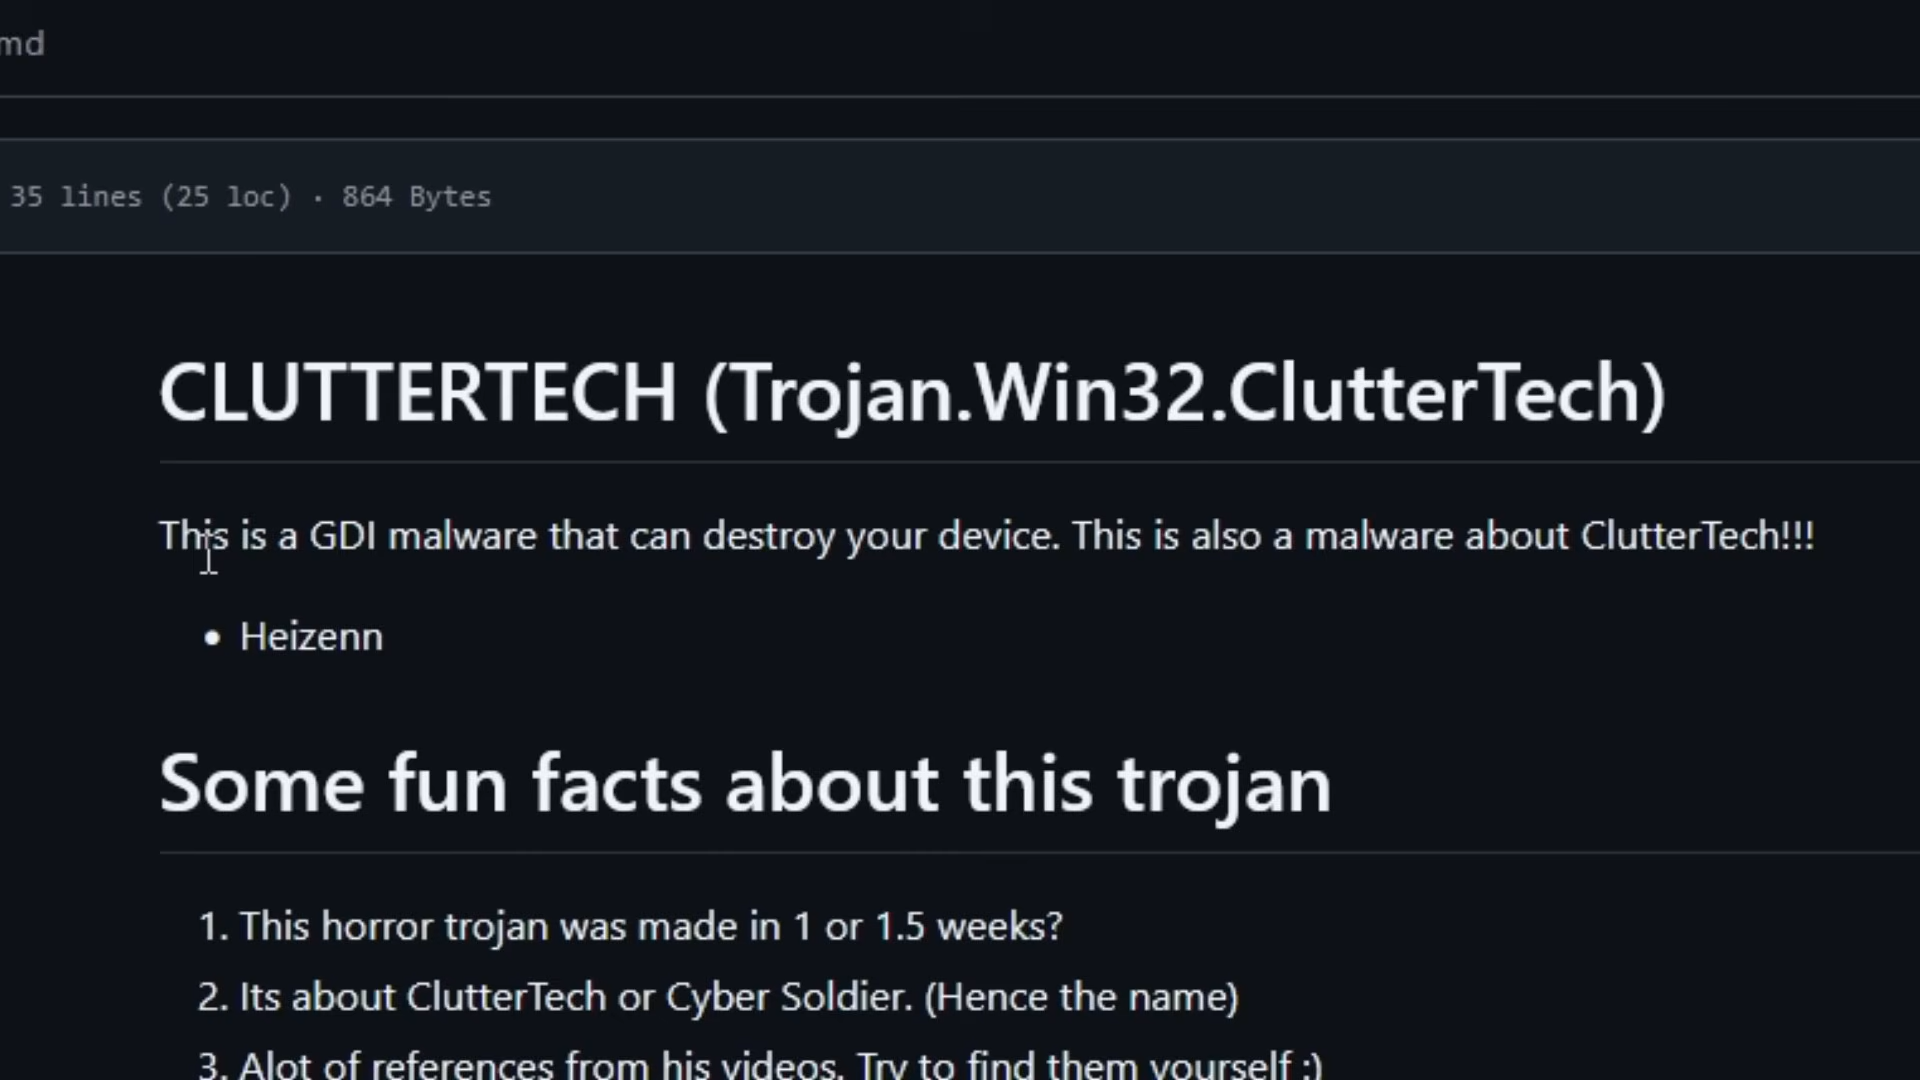 md
35 lines (25 loc) · 864 Bytes
CLUTTERTECH (Trojan.Win32.ClutterTech)
This is a GDI malware that can destroy your device. This is also a malware about ClutterTech!!!
• Heizenn
Some fun facts about this trojan
1. This horror trojan was made in 1 or 1.5 weeks?
2. Its about ClutterTech or Cyber Soldier. (Hence the name)
3. Alot of references from his videos. Try to find them yourself :)